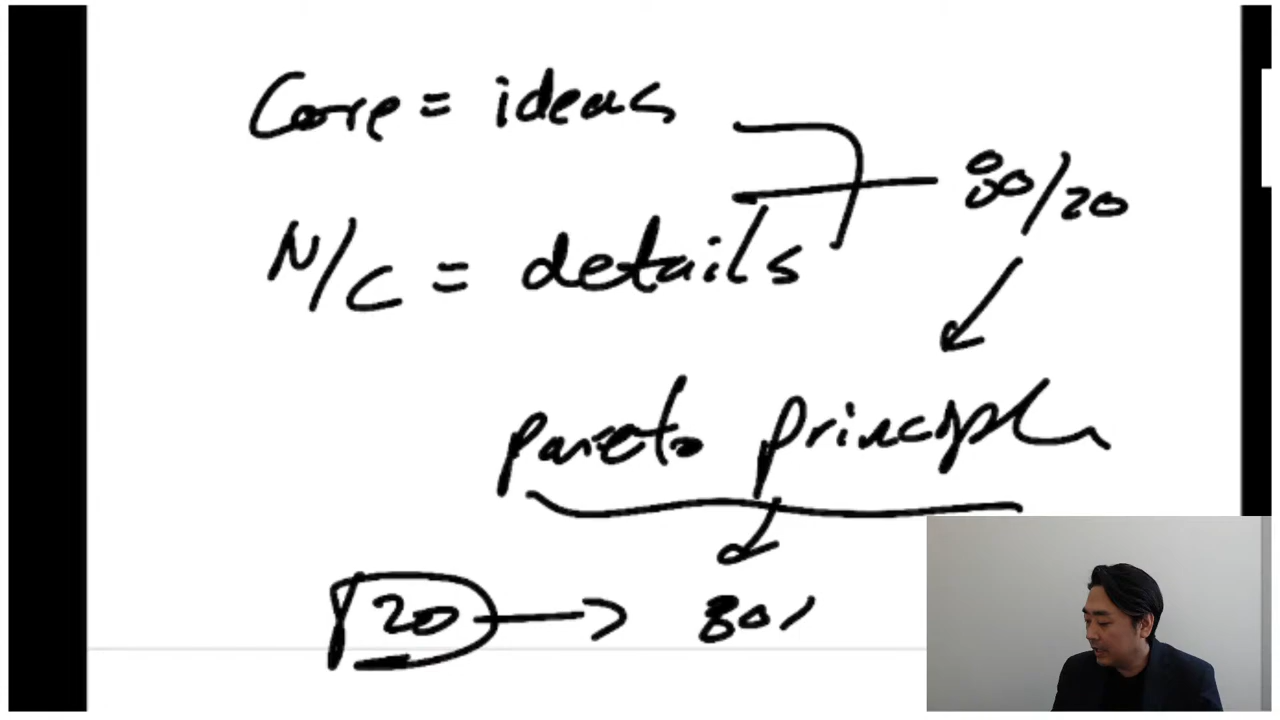 Core = ideas
N/C = details
80/20
pareto principle
20 → 80%